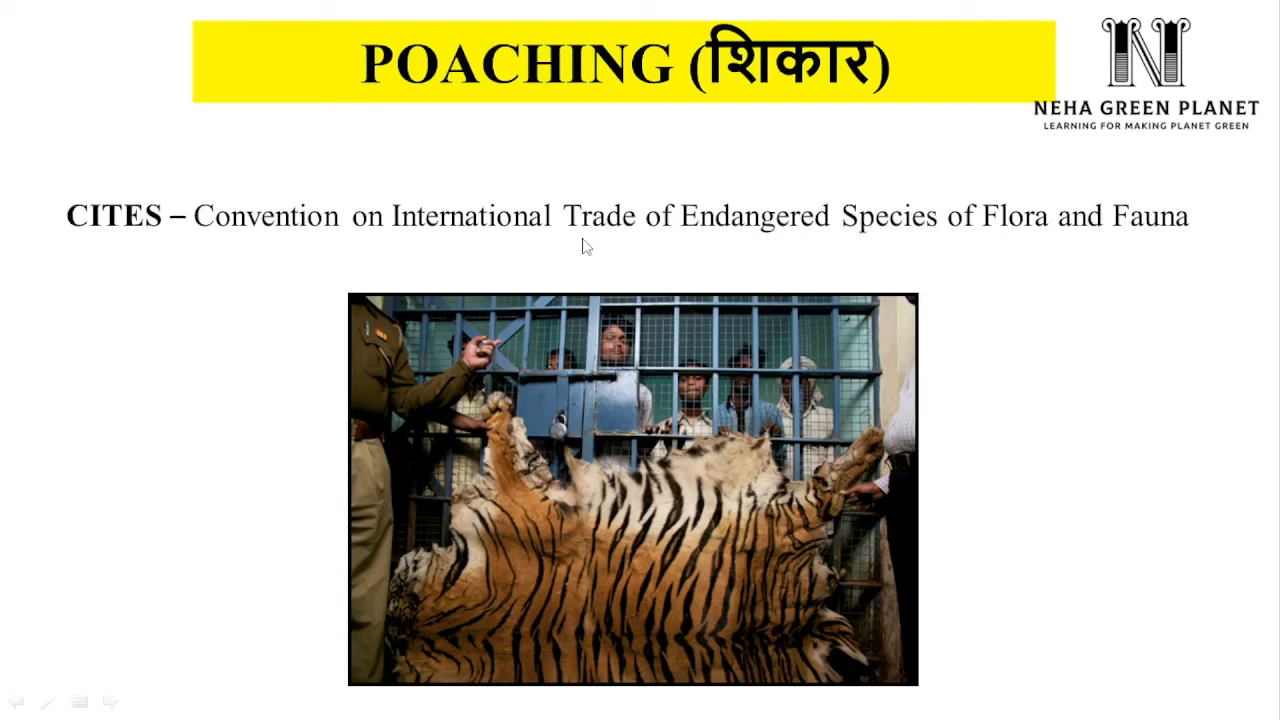 POACHING (शिकार)
NEHA GREEN PLANET
LEARNING FOR MAKING PLANET GREEN
CITES – Convention on International Trade of Endangered Species of Flora and Fauna